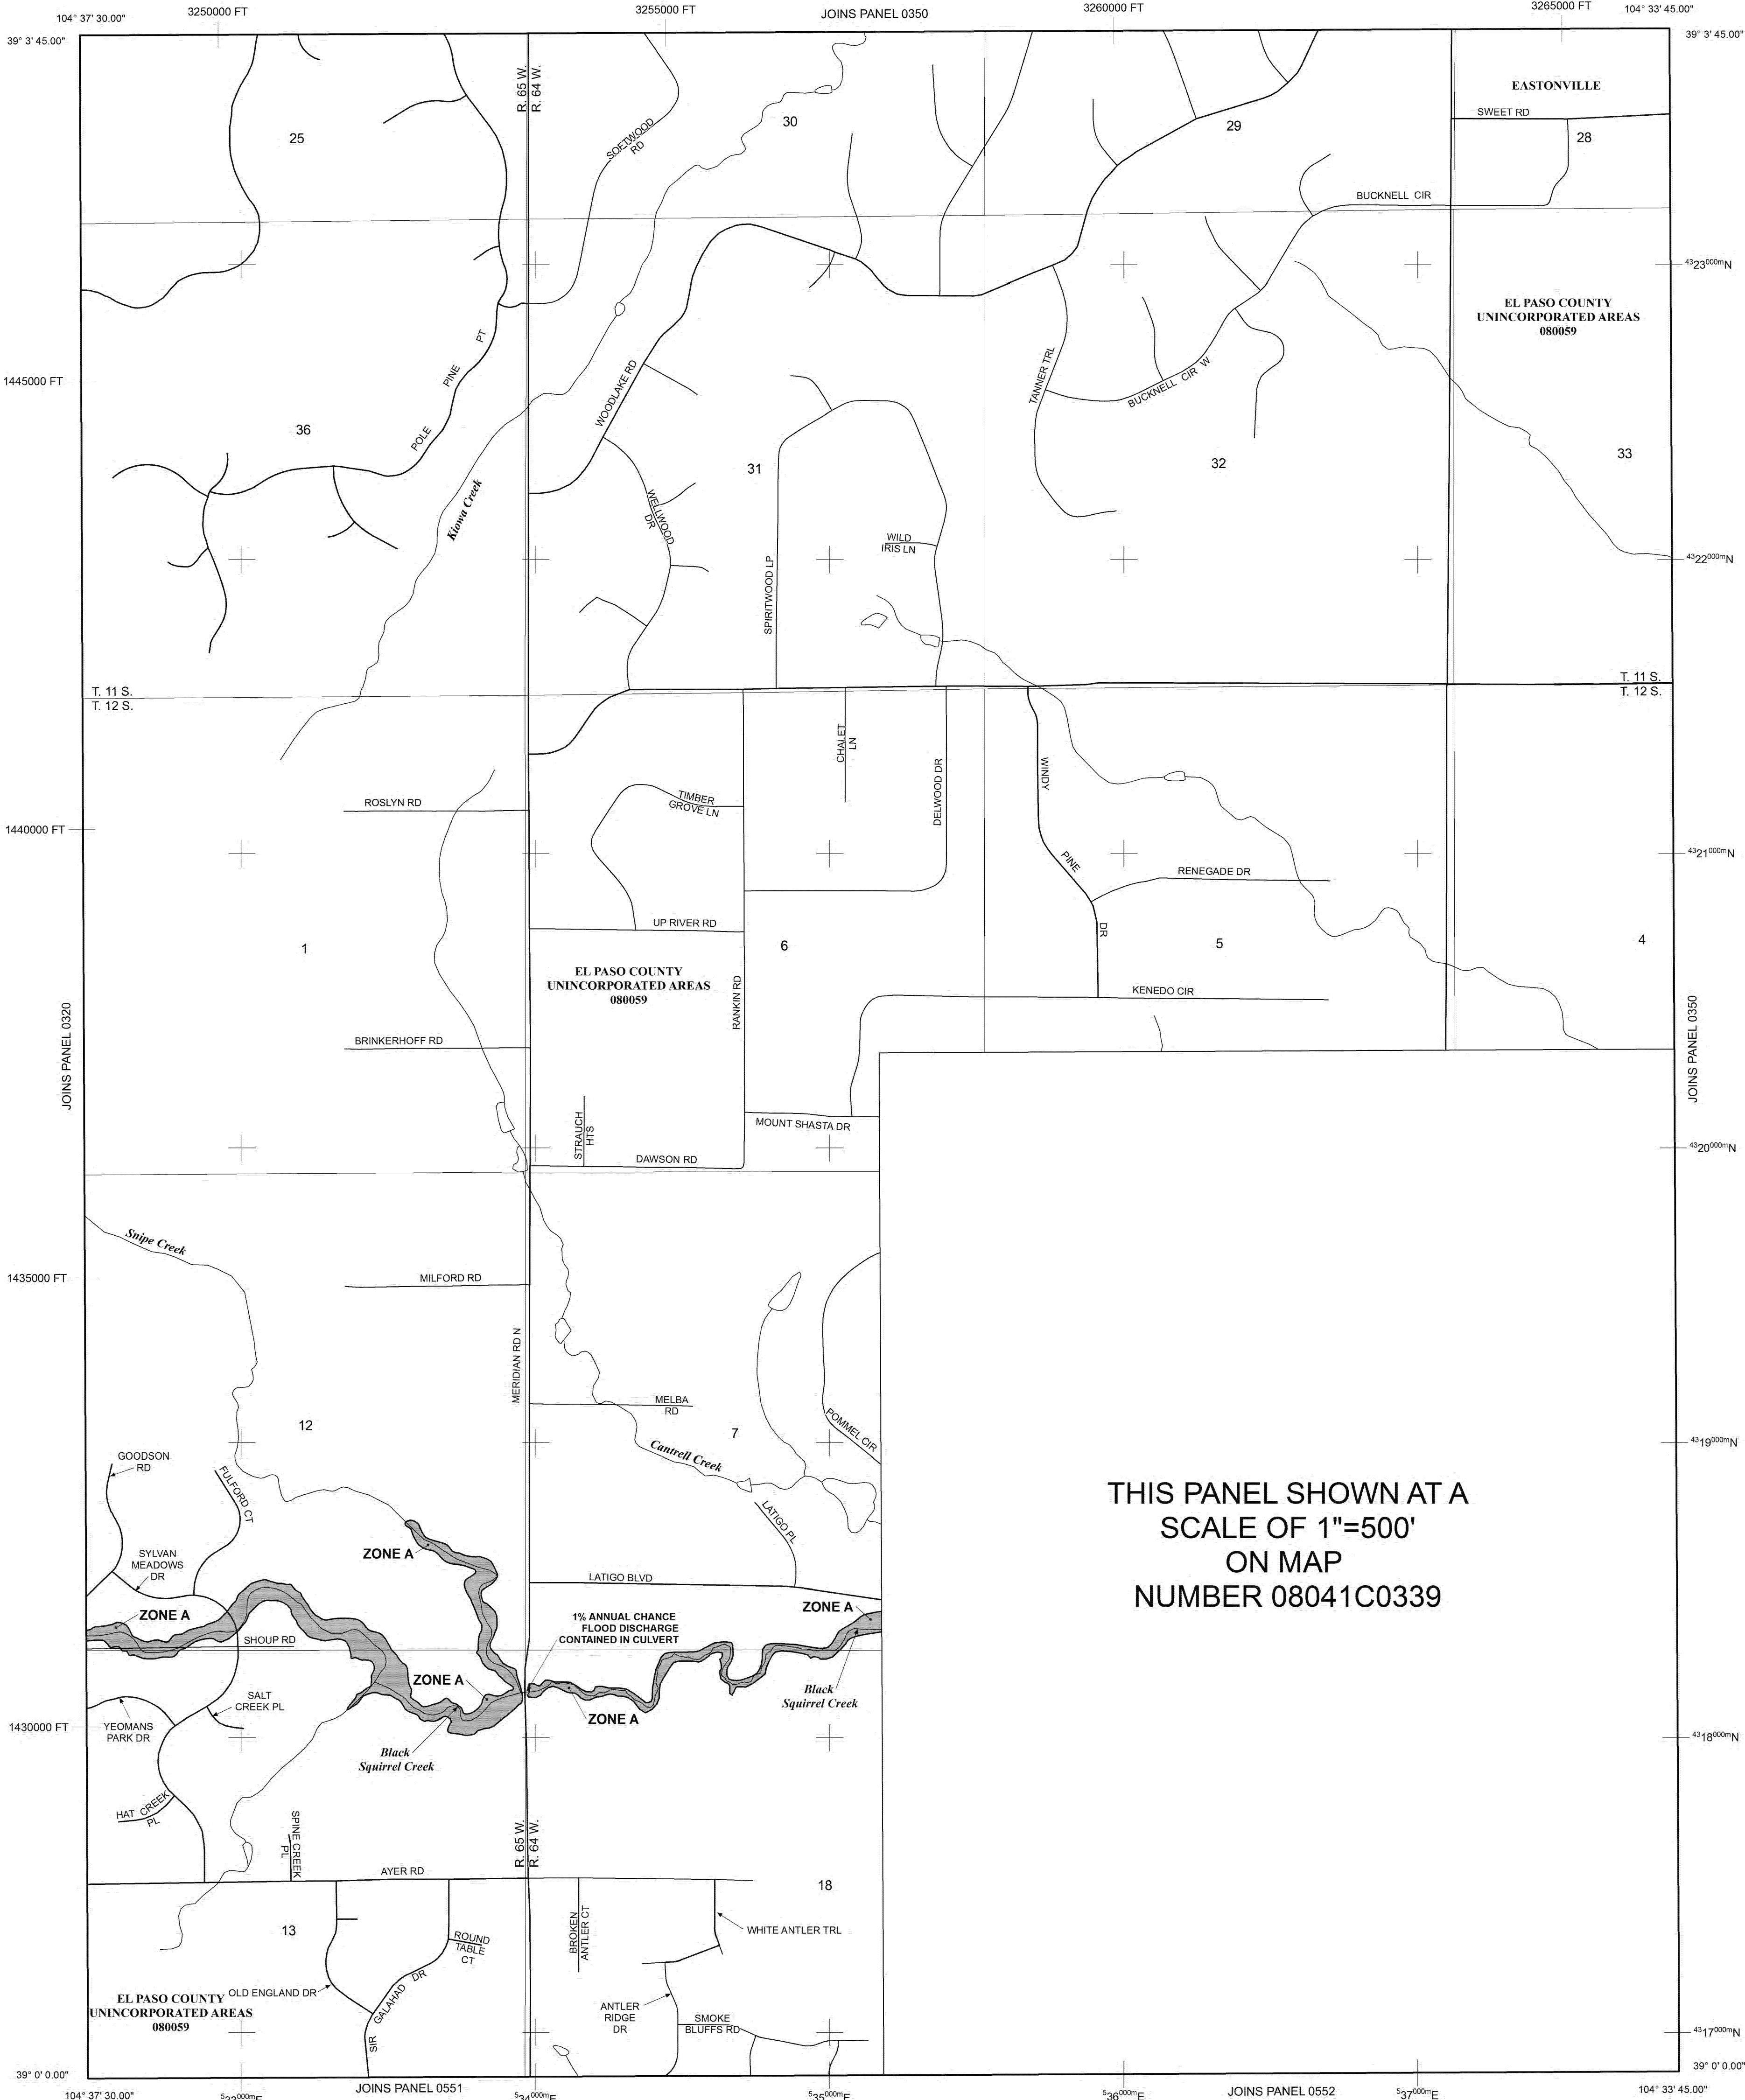 3250000 FT
3255000 FT
JOINS PANEL 0350
3260000 FT
3265000 FT
104° 37' 30.00"
104° 33' 45.00"
39° 3' 45.00"
39° 3' 45.00"
R. 65 W.
R. 64 W.
EASTONVILLE
SWEET RD
25
SOFTWOOD
RD
30
29
28
BUCKNELL CIR
4323000mN
EL PASO COUNTY
UNINCORPORATED AREAS
080059
1445000 FT
POLE PINE PT
WOODLAKE RD
TANNER TRL
BUCKNELL CIR W
36
Kiowa Creek
31
32
33
WELLWOOD
DR
WILD
IRIS LN
SPIRITWOOD LP
4322000mN
T. 11 S.
T. 12 S.
T. 11 S.
T. 12 S.
CHALET
LN
DELWOOD DR
WINDY PINE DR
ROSLYN RD
TIMBER
GROVE LN
1440000 FT
4321000mN
RENEGADE DR
UP RIVER RD
1
6
5
4
EL PASO COUNTY
UNINCORPORATED AREAS
080059
RANKIN RD
KENEDO CIR
JOINS PANEL 0320
JOINS PANEL 0350
BRINKERHOFF RD
STRAUCH
HTS
MOUNT SHASTA DR
DAWSON RD
4320000mN
Snipe Creek
1435000 FT
MILFORD RD
MERIDIAN RD N
MELBA
RD
POMMEL CIR
12
7
Cantrell Creek
4319000mN
GOODSON
RD
FULFORD CT
LATIGO PL
THIS PANEL SHOWN AT A
SCALE OF 1"=500'
ON MAP
NUMBER 08041C0339
SYLVAN
MEADOWS
DR
ZONE A
LATIGO BLVD
ZONE A
ZONE A
1% ANNUAL CHANCE
FLOOD DISCHARGE
CONTAINED IN CULVERT
SHOUP RD
ZONE A
SALT
CREEK PL
Black
Squirrel Creek
ZONE A
YEOMANS
PARK DR
1430000 FT
4318000mN
Black
Squirrel Creek
HAT CREEK
PL
SPINE CREEK
PL
R. 65 W.
R. 64 W.
AYER RD
18
13
BROKEN
ANTLER CT
WHITE ANTLER TRL
ROUND
TABLE
CT
OLD ENGLAND DR
SIR GALAHAD DR
EL PASO COUNTY
UNINCORPORATED AREAS
080059
ANTLER
RIDGE
DR
SMOKE
BLUFFS RD
4317000mN
39° 0' 0.00"
39° 0' 0.00"
104° 37' 30.00"
533000mE
JOINS PANEL 0551
534000mE
535000mE
536000mE
JOINS PANEL 0552
537000mE
104° 33' 45.00"